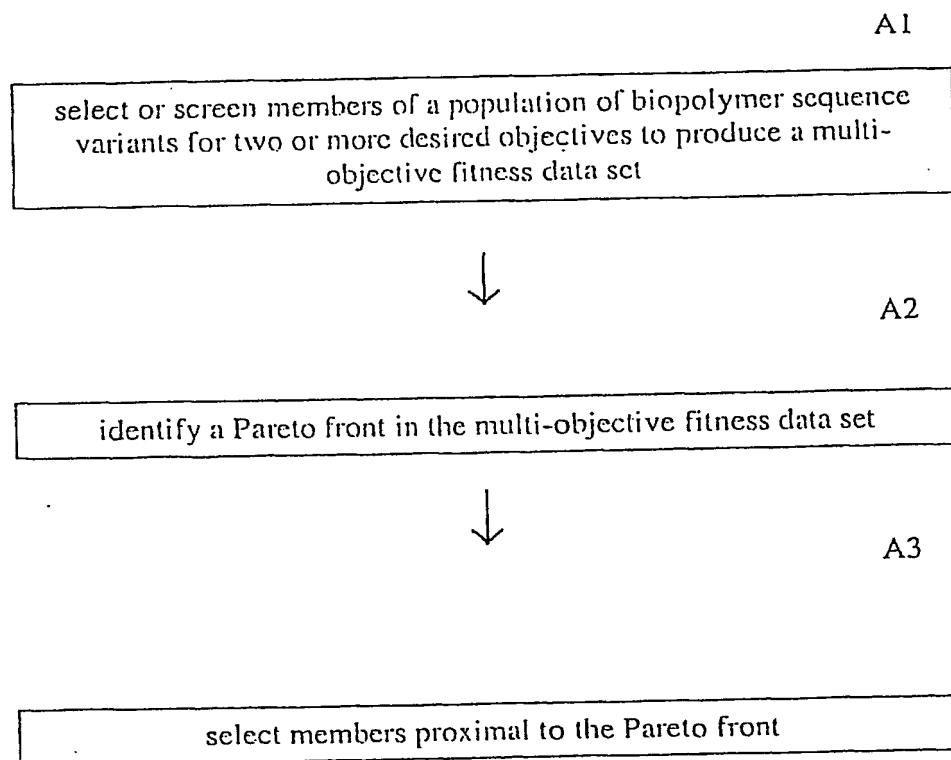 A1
select or screen members of a population of biopolymer sequence
variants for two or more desired objectives to produce a multi-
objective fitness data set
A2
identify a Pareto front in the multi-objective fitness data set
A3
select members proximal to the Pareto front